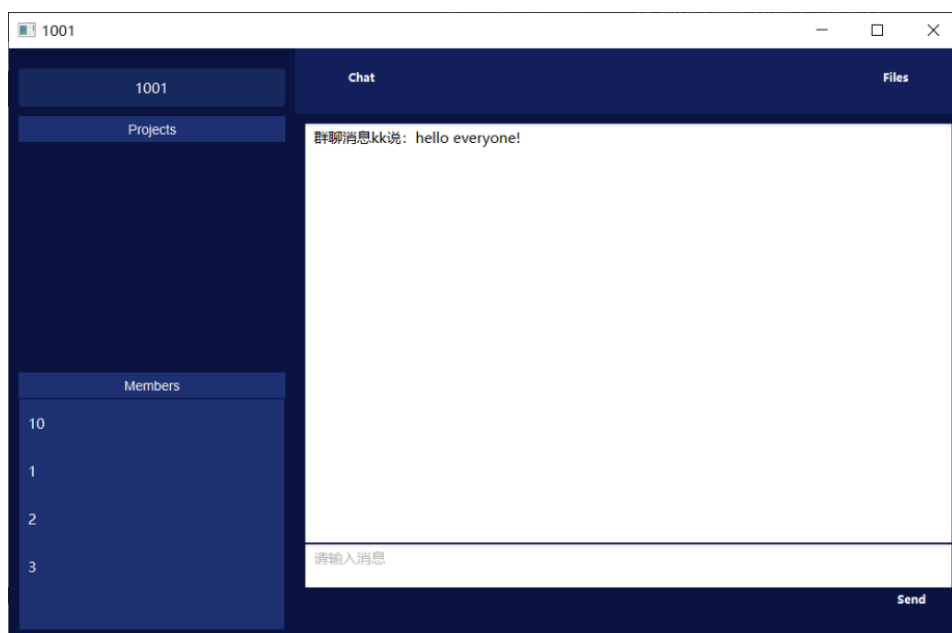 1001
1001
Projects
Members
10
1
2
3
Chat
Files
群聊消息kk说：hello everyone!
请输入消息
Send